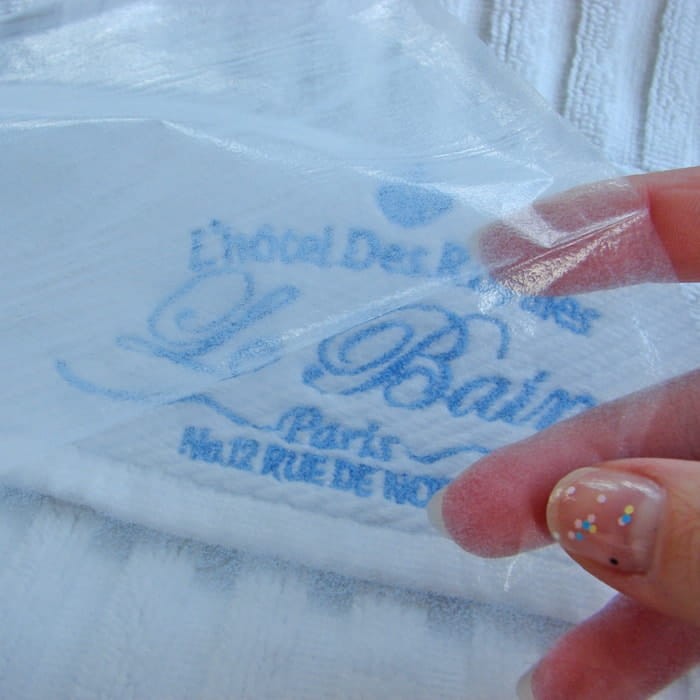 L'hôtel Des
Le Bain
Paris
No.12 RUE DE